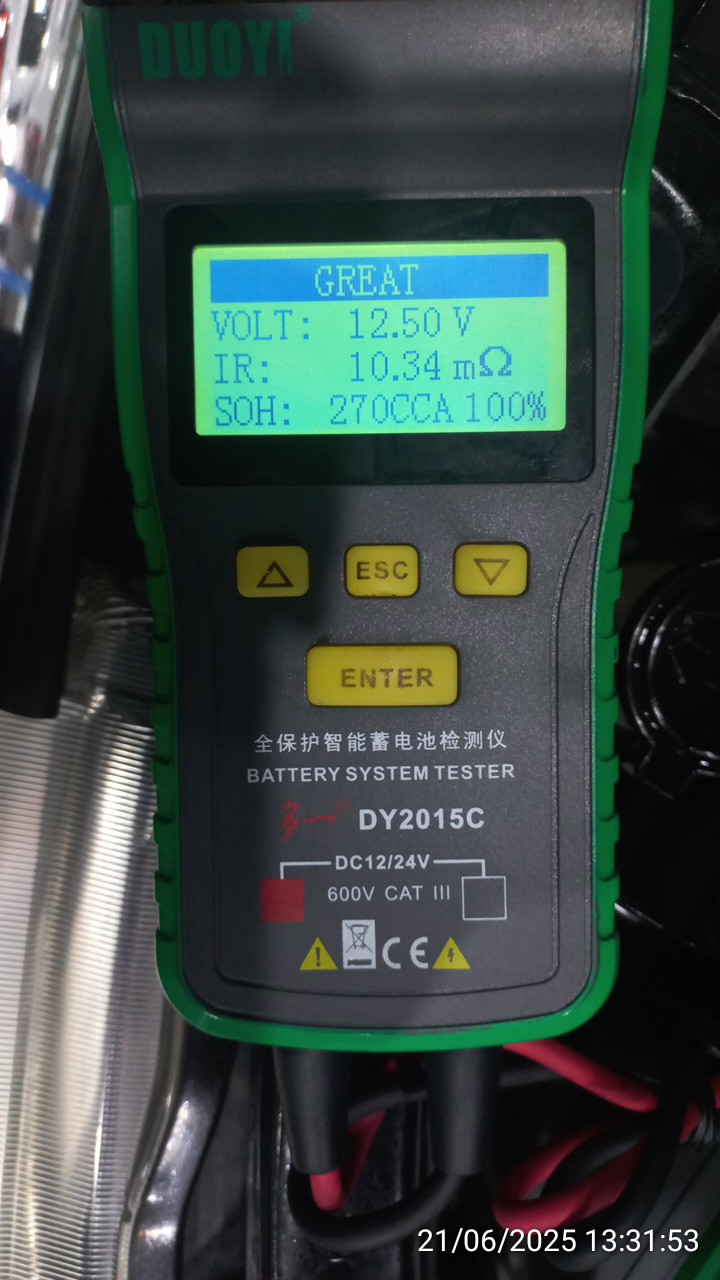 DUOYI®
GREAT
VOLT: 12.50 V
IR: 10.34 mΩ
SOH: 270CCA 100%
ESC
ENTER
全保护智能蓄电池检测仪
BATTERY SYSTEM TESTER
多一® DY2015C
DC12/24V
600V CAT III
CE
21/06/2025 13:31:53